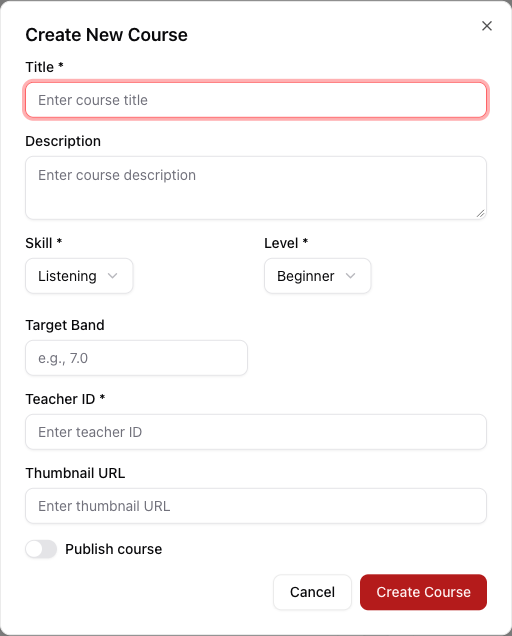 Create New Course
Title *
Enter course title
Description
Enter course description
Skill *
Level *
Listening
Beginner
Target Band
e.g., 7.0
Teacher ID *
Enter teacher ID
Thumbnail URL
Enter thumbnail URL
Publish course
Cancel
Create Course